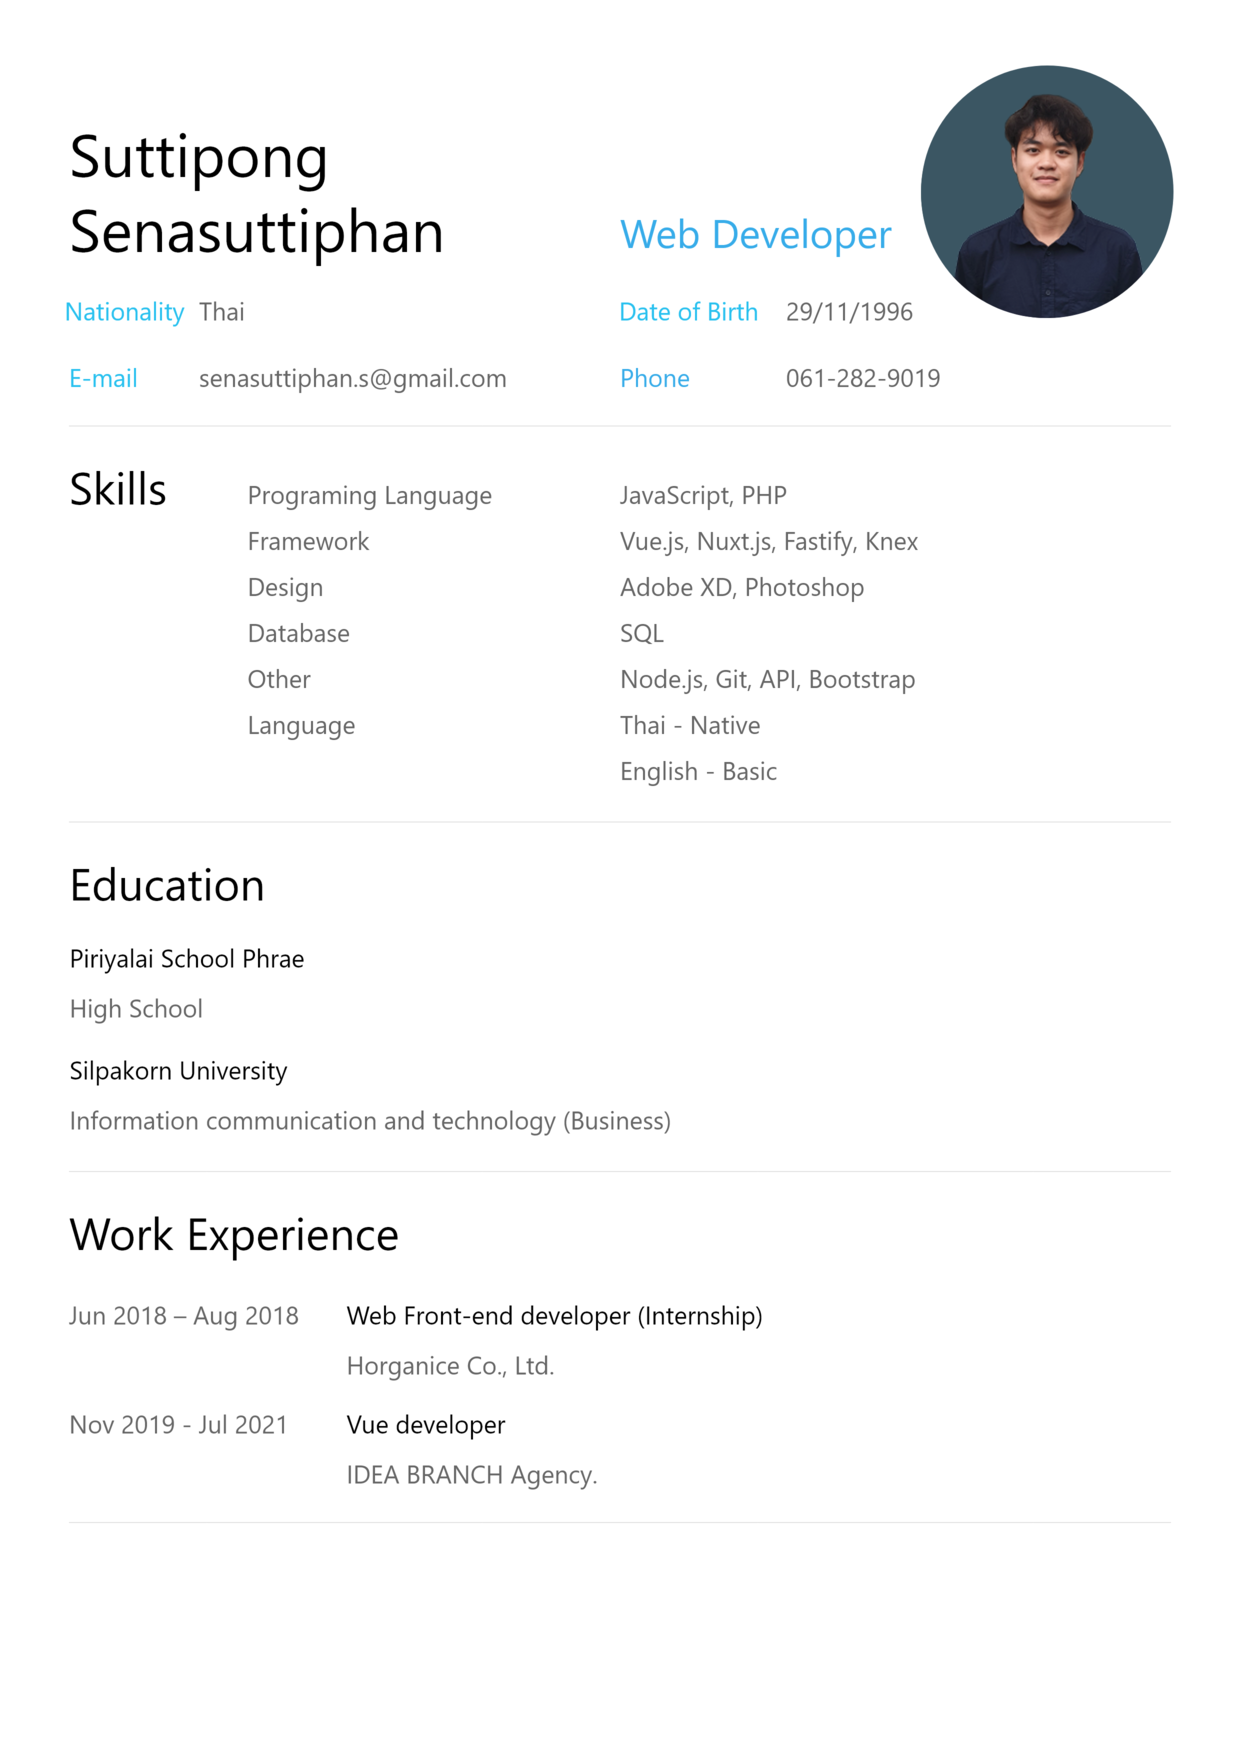 Suttipong
Senasuttiphan
Web Developer
Nationality Thai
Date of Birth 29/11/1996
E-mail senasuttiphan.s@gmail.com
Phone 061-282-9019
Skills
Programing Language JavaScript, PHP
Framework Vue.js, Nuxt.js, Fastify, Knex
Design Adobe XD, Photoshop
Database SQL
Other Node.js, Git, API, Bootstrap
Language Thai - Native
English - Basic
Education
Piriyalai School Phrae
High School
Silpakorn University
Information communication and technology (Business)
Work Experience
Jun 2018 – Aug 2018 Web Front-end developer (Internship)
Horganice Co., Ltd.
Nov 2019 - Jul 2021 Vue developer
IDEA BRANCH Agency.